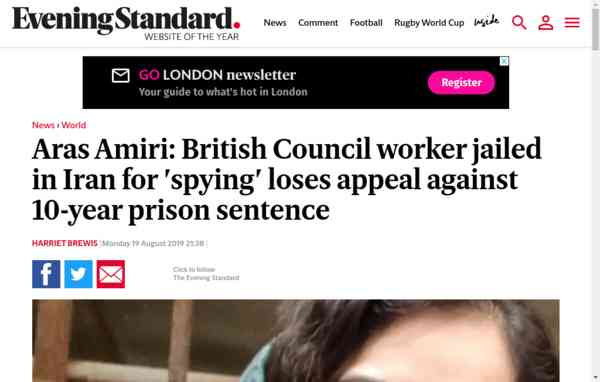 Evening Standard.
WEBSITE OF THE YEAR
News Comment Football Rugby World Cup Inside
GO LONDON newsletter
Your guide to what's hot in London
Register
News › World
Aras Amiri: British Council worker jailed
in Iran for 'spying' loses appeal against
10-year prison sentence
HARRIET BREWIS | Monday 19 August 2019 21:38 |
Click to follow
The Evening Standard